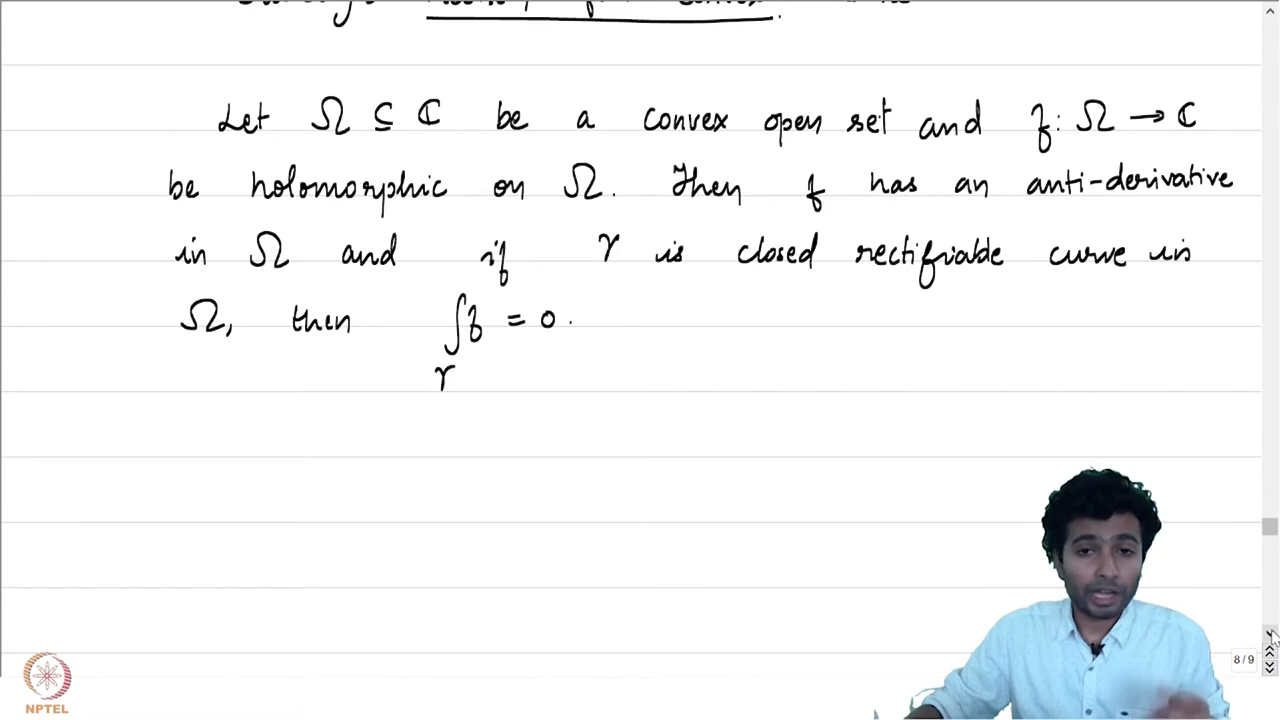 Let Ω ⊆ ℂ be a convex open set and f: Ω → ℂ
be holomorphic on Ω. Then f has an anti-derivative
in Ω and if γ is closed rectifiable curve in
Ω, then ∫f = 0.
γ
8 / 9
NPTEL